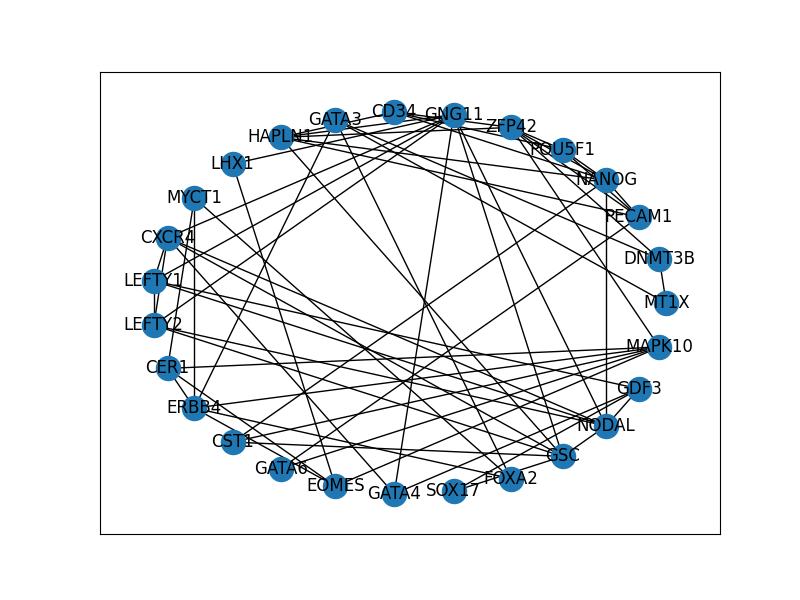 CD34
GNG11
GATA3
ZFP42
HAPLN1
POU5F1
LHX1
NANOG
MYCT1
PECAM1
CXCR4
DNMT3B
LEFTY1
MT1X
LEFTY2
MAPK10
CER1
GDF3
ERBB4
NODAL
CST1
GSC
GATA6
FOXA2
EOMES
SOX17
GATA4